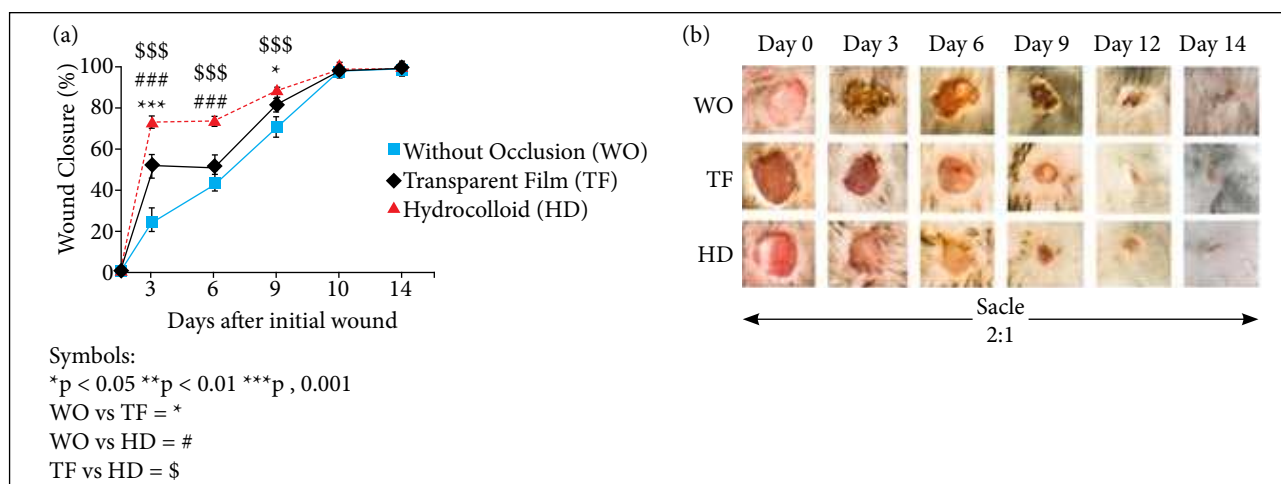 (a)
$$$
###
***
$$$
###
$$$
*
100
80
60
40
20
0
Wound Closure (%)
3 6 9 10 14
Days after initial wound
Without Occlusion (WO)
Transparent Film (TF)
Hydrocolloid (HD)
Symbols:
*p < 0.05 **p < 0.01 ***p , 0.001
WO vs TF = *
WO vs HD = #
TF vs HD = $
(b)
Day 0 Day 3 Day 6 Day 9 Day 12 Day 14
WO
TF
HD
Sacle
2:1